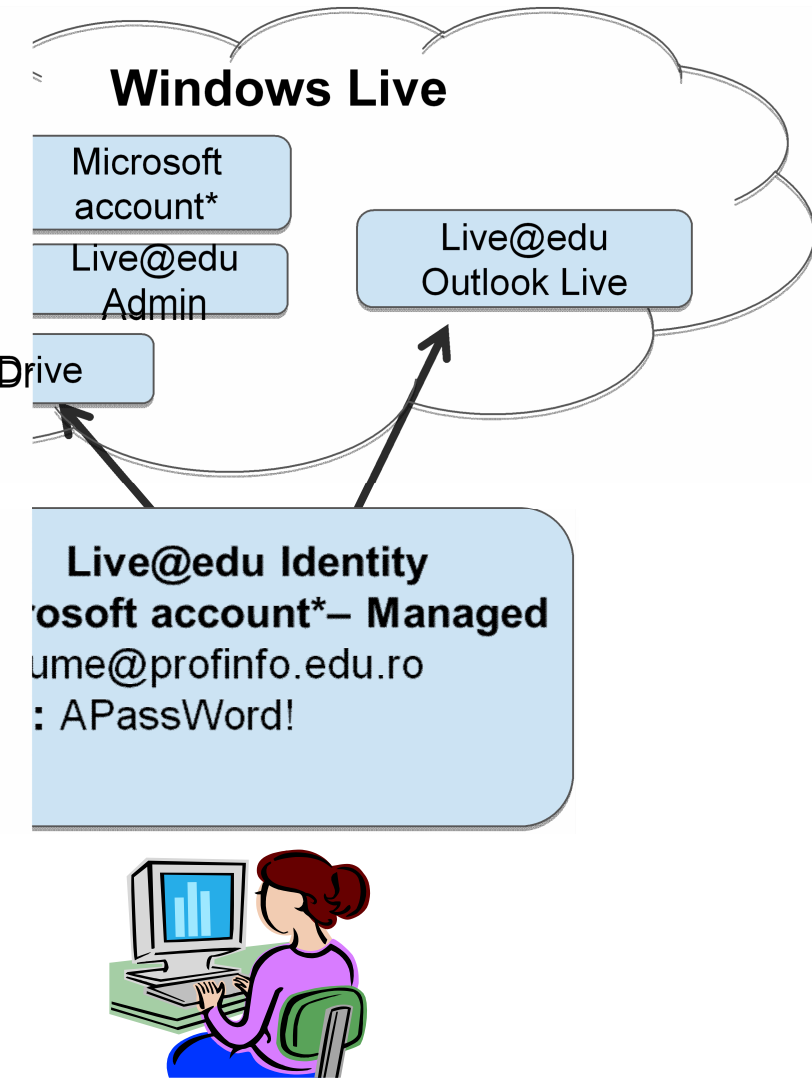 Windows Live
Microsoft
account*
Live@edu
Admin
Live@edu
Outlook Live
Drive
Live@edu Identity
rosoft account*– Managed
ume@profinfo.edu.ro
: APassWord!